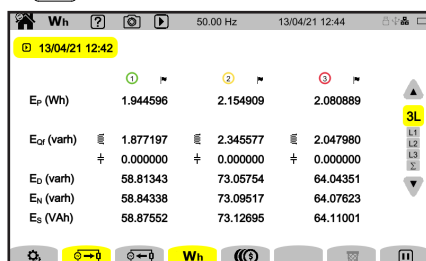 Wh ? 50.00 Hz 13/04/21 12:44
13/04/21 12:42
1 2 3
EP (Wh) 1.944596 2.154909 2.080889
3L
EQf (varh) 1.877197 2.345577 2.047980
L1
0.000000 0.000000 0.000000
L2
L3
Σ
ED (varh) 58.81343 73.05754 64.04351
EN (varh) 58.84338 73.09517 64.07623
ES (VAh) 58.87552 73.12695 64.11001
Wh